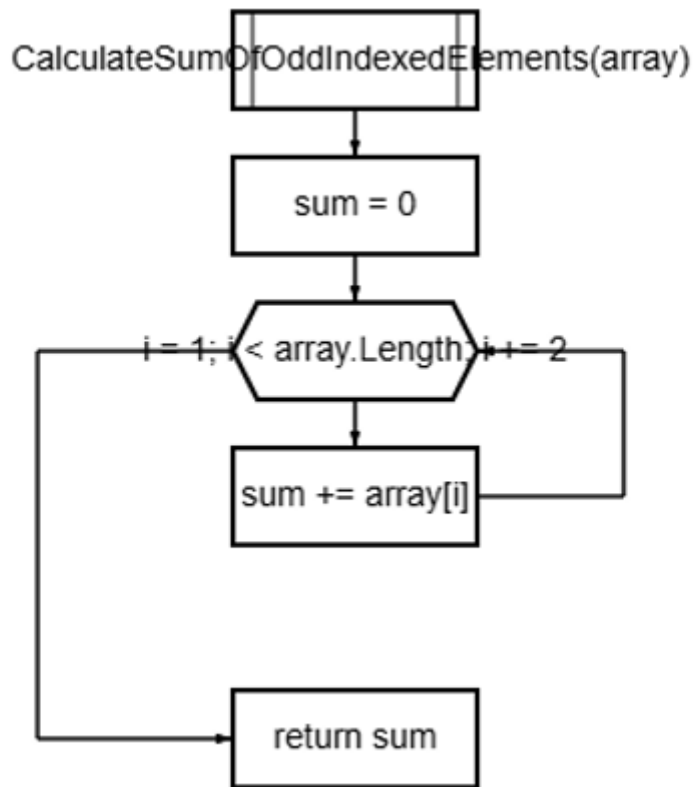 CalculateSumOfOddIndexedElements(array)
sum = 0
i = 1; i < array.Length; i += 2
sum += array[i]
return sum